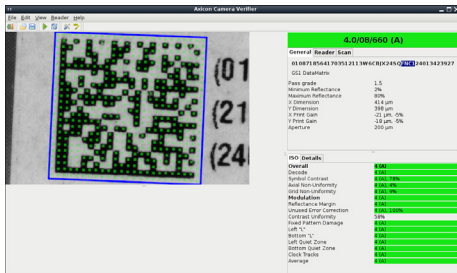 Axicon Camera Verifier
File Edit View Reader Help
(01
(21
(24
4.0/08/660 (A)
General Reader Scan
GS1 DataMatrix
Pass grade 1.5
Minimum Reflectance 2%
Maximum Reflectance 80%
X Dimension 414 µm
Y Dimension 398 µm
X Print Gain -21 µm, -5%
Y Print Gain -18 µm, -5%
Aperture 200 µm
ISO Details
Overall 4 (A)
Decode 4 (A)
Symbol Contrast 4 (A), 78%
Axial Non-Uniformity 4 (A), 4%
Grid Non-Uniformity 4 (A), 9%
Modulation 4 (A)
Reflectance Margin 4 (A)
Unused Error Correction 4 (A), 100%
Contrast Uniformity 58%
Fixed Pattern Damage 4 (A)
Left "L" 4 (A)
Bottom "L" 4 (A)
Left Quiet Zone 4 (A)
Bottom Quiet Zone 4 (A)
Clock Tracks 4 (A)
Average 4 (A)